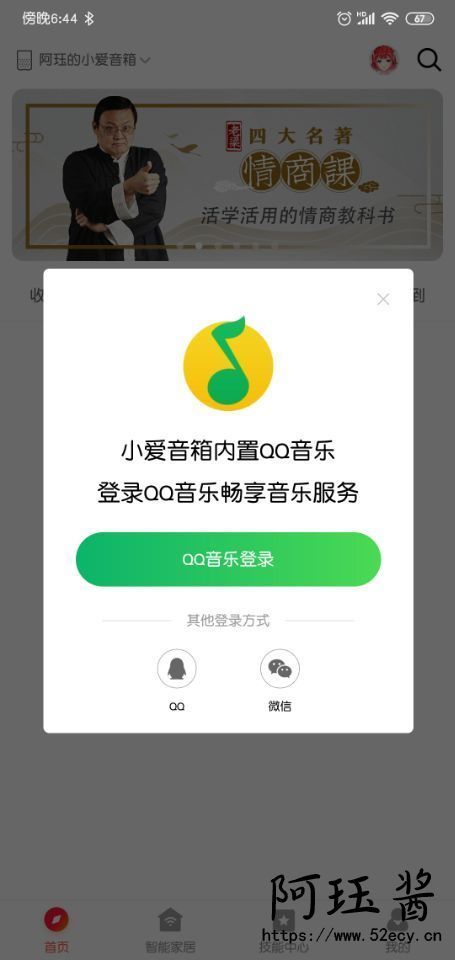 傍晚6:44
HD
67
阿珏的小爱音箱
老梁
四大名著
情商課
活学活用的情商教科书
收
到
小爱音箱内置QQ音乐
登录QQ音乐畅享音乐服务
QQ音乐登录
其他登录方式
QQ
微信
首页
智能家居
技能中心
我的
阿珏酱
https://www.52ecy.cn